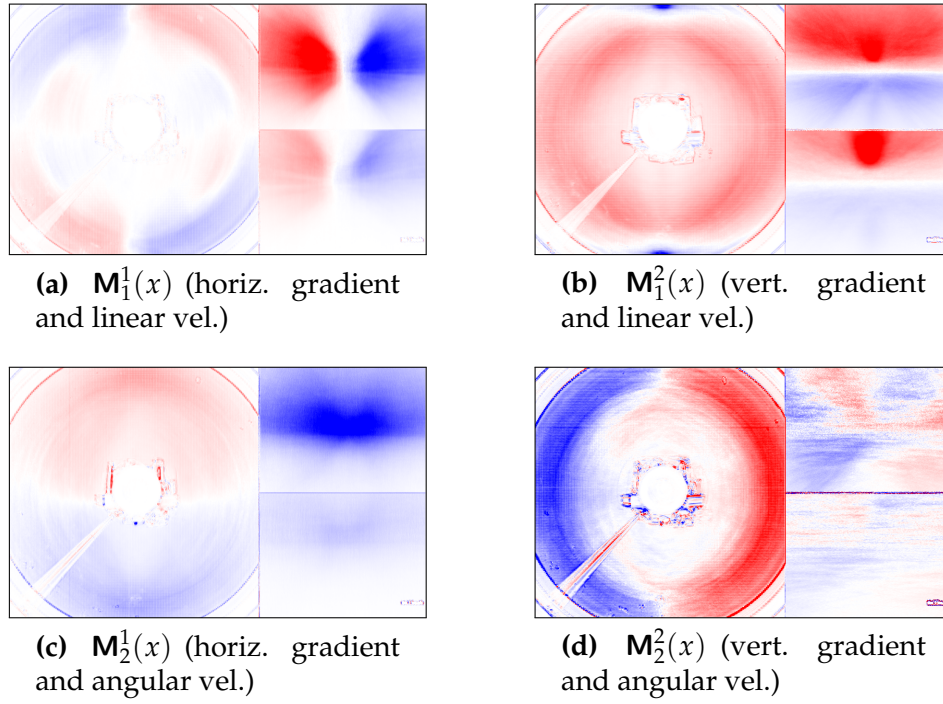 (a) M¹₁(x) (horiz. gradient
and linear vel.)
(b) M²₁(x) (vert. gradient
and linear vel.)
(c) M¹₂(x) (horiz. gradient
and angular vel.)
(d) M²₂(x) (vert. gradient
and angular vel.)